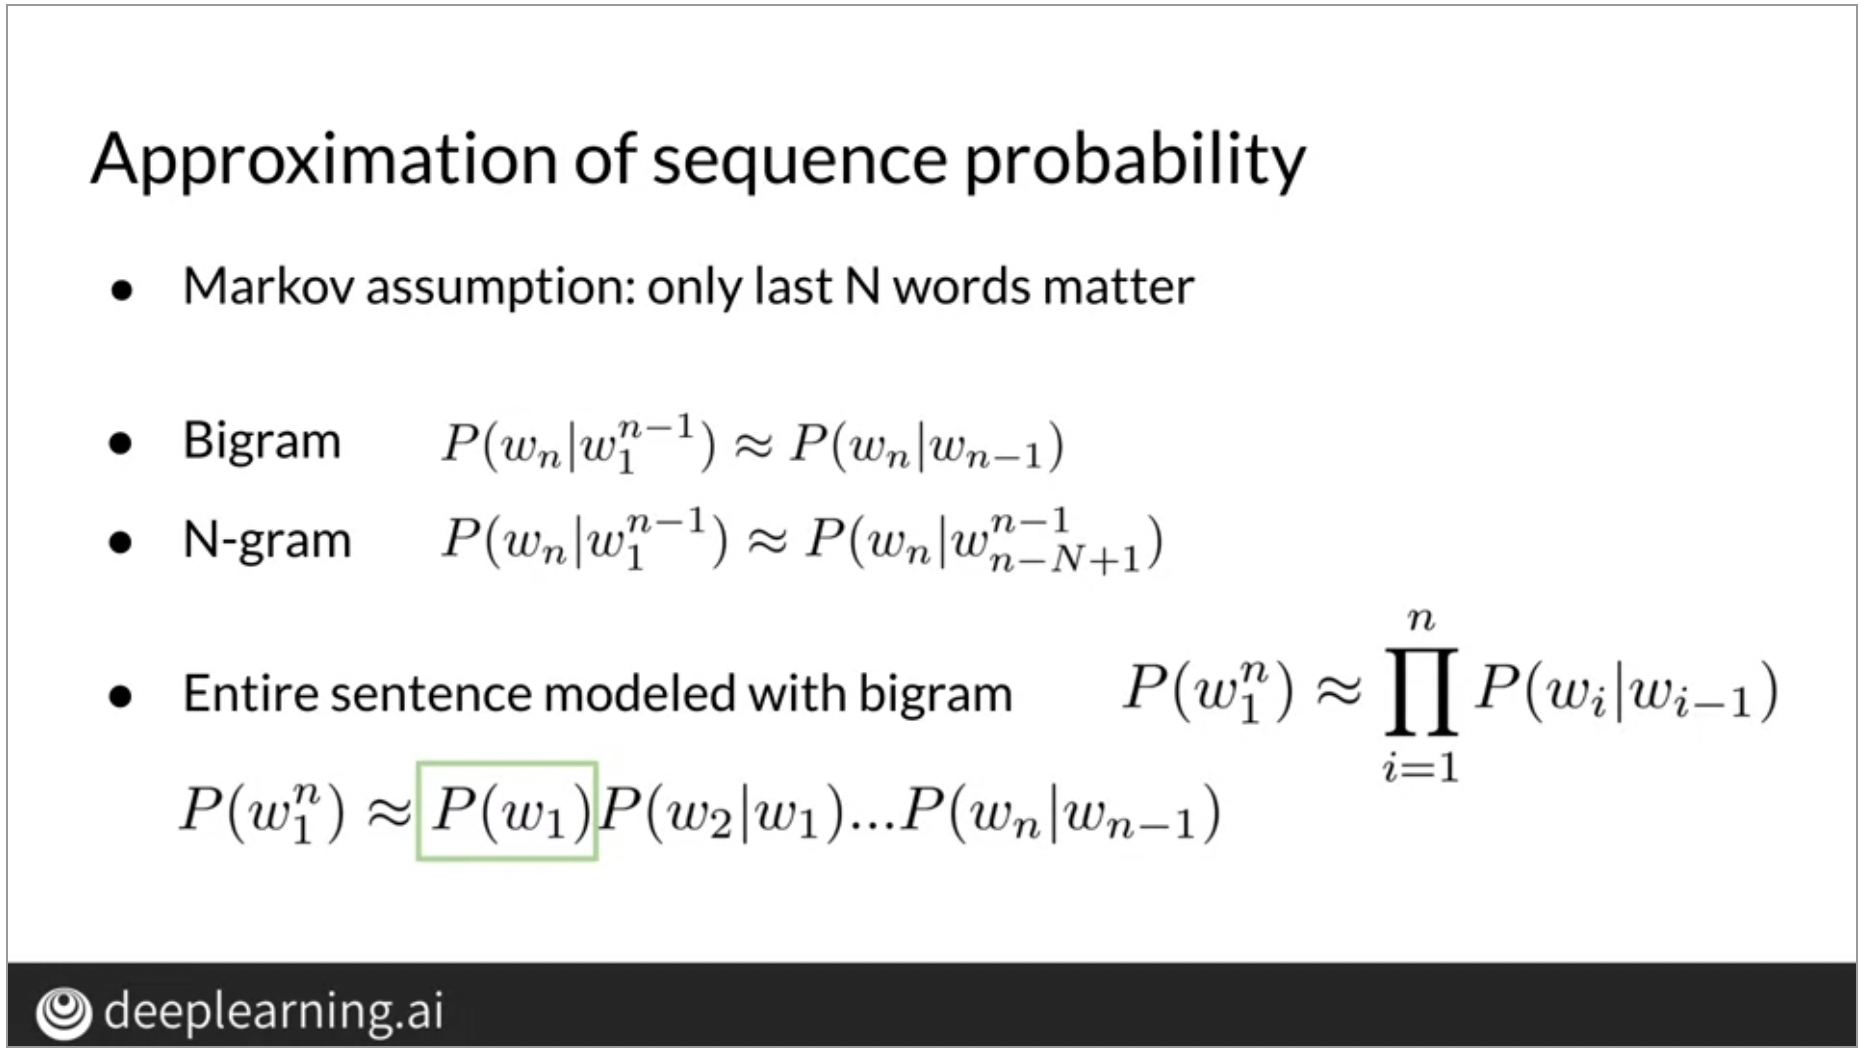 Approximation of sequence probability
● Markov assumption: only last N words matter
● Bigram P(w_n|w_1^{n-1}) ≈ P(w_n|w_{n-1})
● N-gram P(w_n|w_1^{n-1}) ≈ P(w_n|w_{n-N+1}^{n-1})
● Entire sentence modeled with bigram P(w_1^n) ≈ ∏_{i=1}^{n} P(w_i|w_{i-1})
P(w_1^n) ≈ P(w_1)P(w_2|w_1)...P(w_n|w_{n-1})
deeplearning.ai